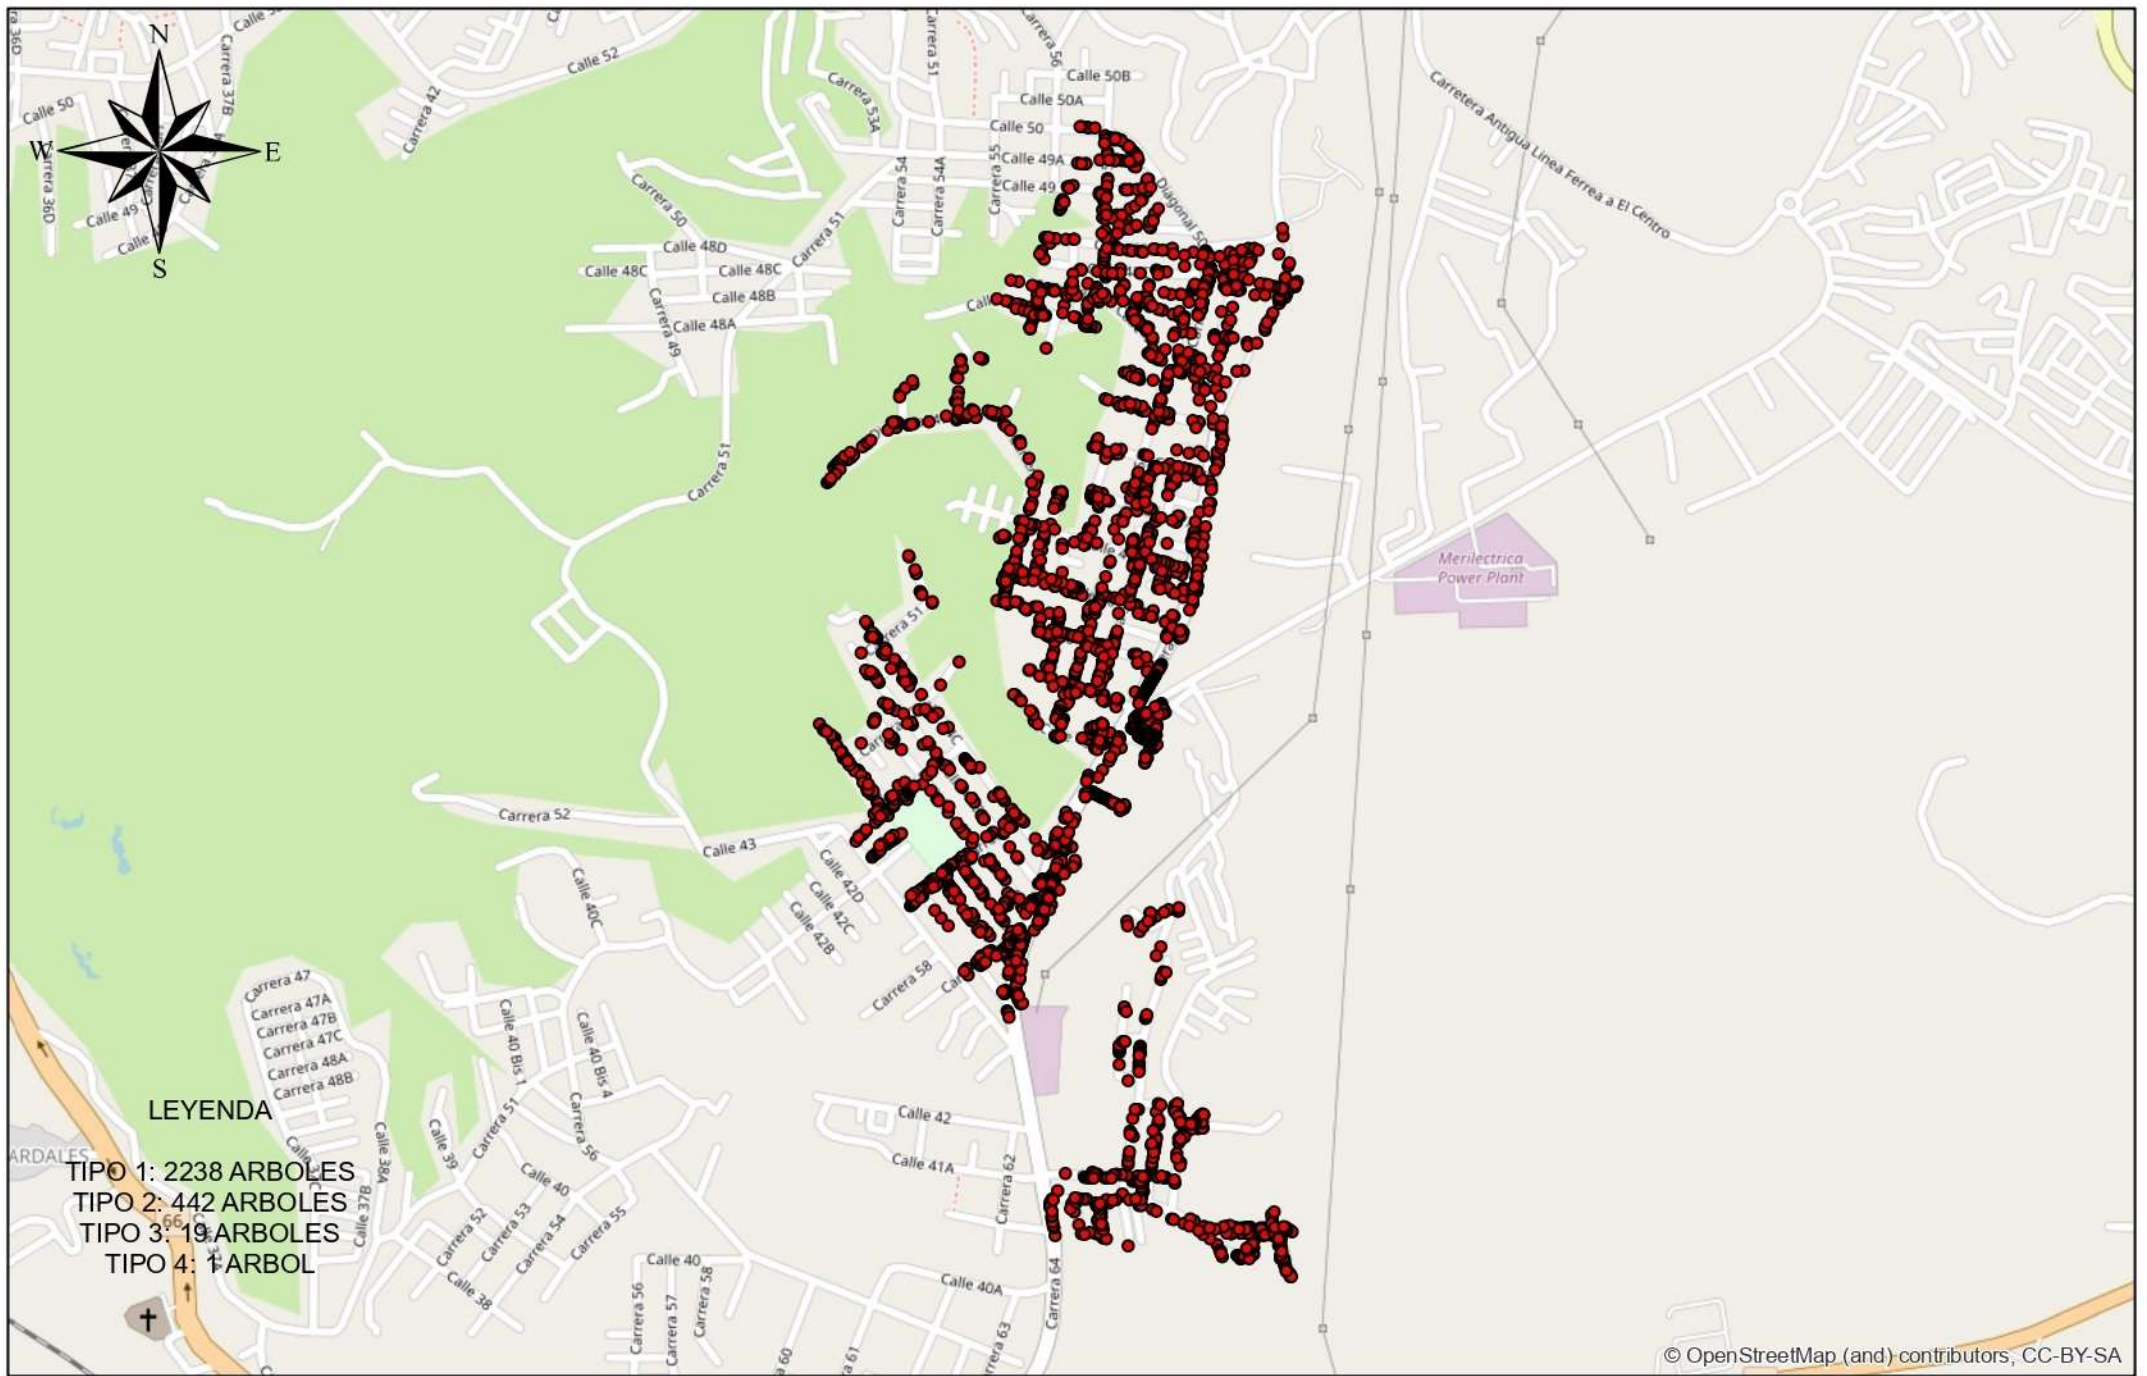 N
W
E
S
Calle 52
Carrera 37B
Carrera 42
Calle 50
Carrera 51
Carrera 56
Calle 50B
Calle 50A
Carrera 53A
Calle 50
Calle 49A
Calle 49
Carrera 54
Carrera 54A
Carrera 55
Carretera Antigua Linea Ferrea a El Centro
Calle 49
Carrera 50
Carrera 51
Calle 48D
Calle 48C
Calle 48C
Calle 48B
Calle 48A
Carrera 49
Carrera 51
Merilectrica
Power Plant
Carrera 52
Calle 43
Calle 42D
Calle 42C
Calle 42B
Calle 40C
Carrera 58
Carrera 47
Carrera 47A
Carrera 47B
Carrera 47C
Carrera 48A
Carrera 48B
Calle 40 Bis 1
Calle 40 Bis 4
LEYENDA
Calle 42
Calle 41A
Carrera 62
Carrera 51
Carrera 56
Calle 39
Calle 38A
Calle 37B
ARDALES
TIPO 1: 2238 ARBOLES
TIPO 2: 442 ARBOLES
TIPO 3: 19 ARBOLES
TIPO 4: 1 ARBOL
66
Calle 40
Carrera 52
Carrera 53
Carrera 54
Carrera 55
Calle 38
Calle 40
Calle 40A
Carrera 56
Carrera 57
Carrera 58
Carrera 64
© OpenStreetMap (and) contributors, CC-BY-SA